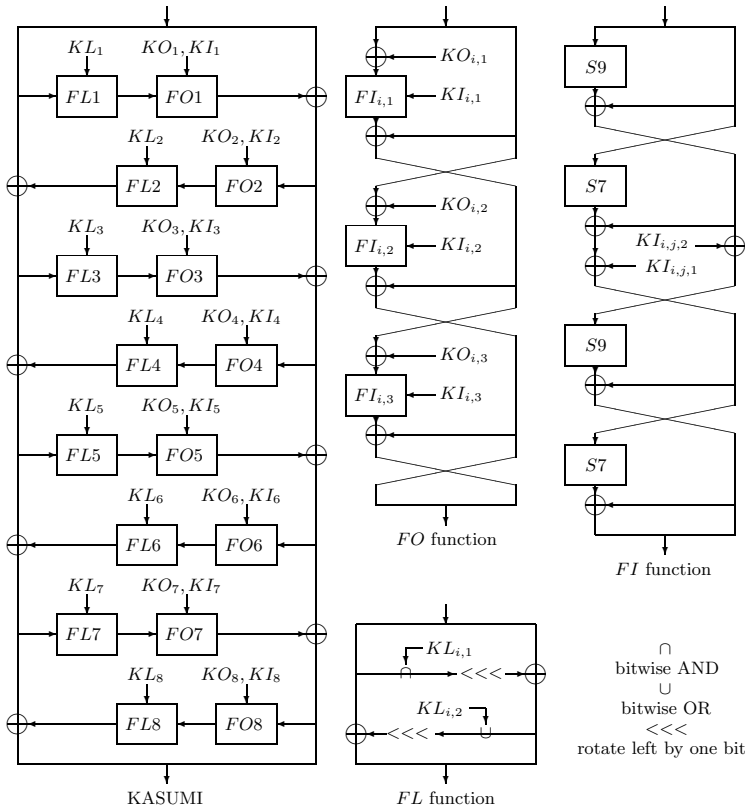 KL₁ KO₁, KI₁
FL1 FO1
KL₂ KO₂, KI₂
FL2 FO2
KL₃ KO₃, KI₃
FL3 FO3
KL₄ KO₄, KI₄
FL4 FO4
KL₅ KO₅, KI₅
FL5 FO5
KL₆ KO₆, KI₆
FL6 FO6
KL₇ KO₇, KI₇
FL7 FO7
KL₈ KO₈, KI₈
FL8 FO8
KASUMI
KOᵢ,₁
FIᵢ,₁ KIᵢ,₁
KOᵢ,₂
FIᵢ,₂ KIᵢ,₂
KOᵢ,₃
FIᵢ,₃ KIᵢ,₃
FO function
S9
S7
KIᵢ,ⱼ,₂
KIᵢ,ⱼ,₁
S9
S7
FI function
KLᵢ,₁
∩ <<<
KLᵢ,₂
<<< ∪
FL function
∩
bitwise AND
∪
bitwise OR
<<<
rotate left by one bit